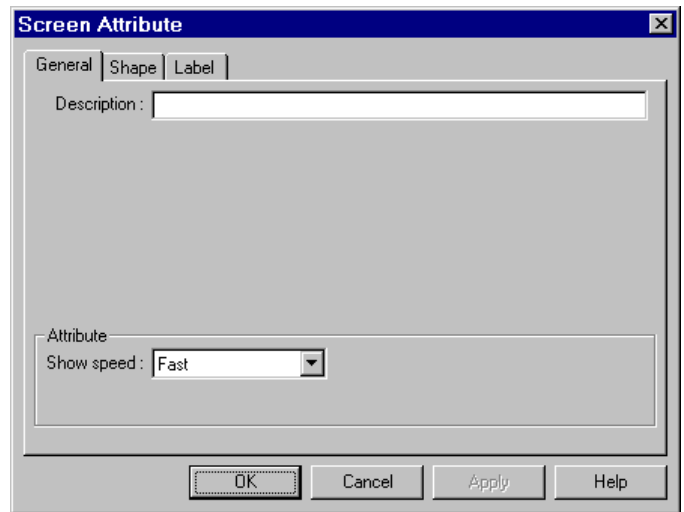 Screen Attribute
General Shape Label
Description :
Attribute
Show speed : Fast
OK Cancel Apply Help